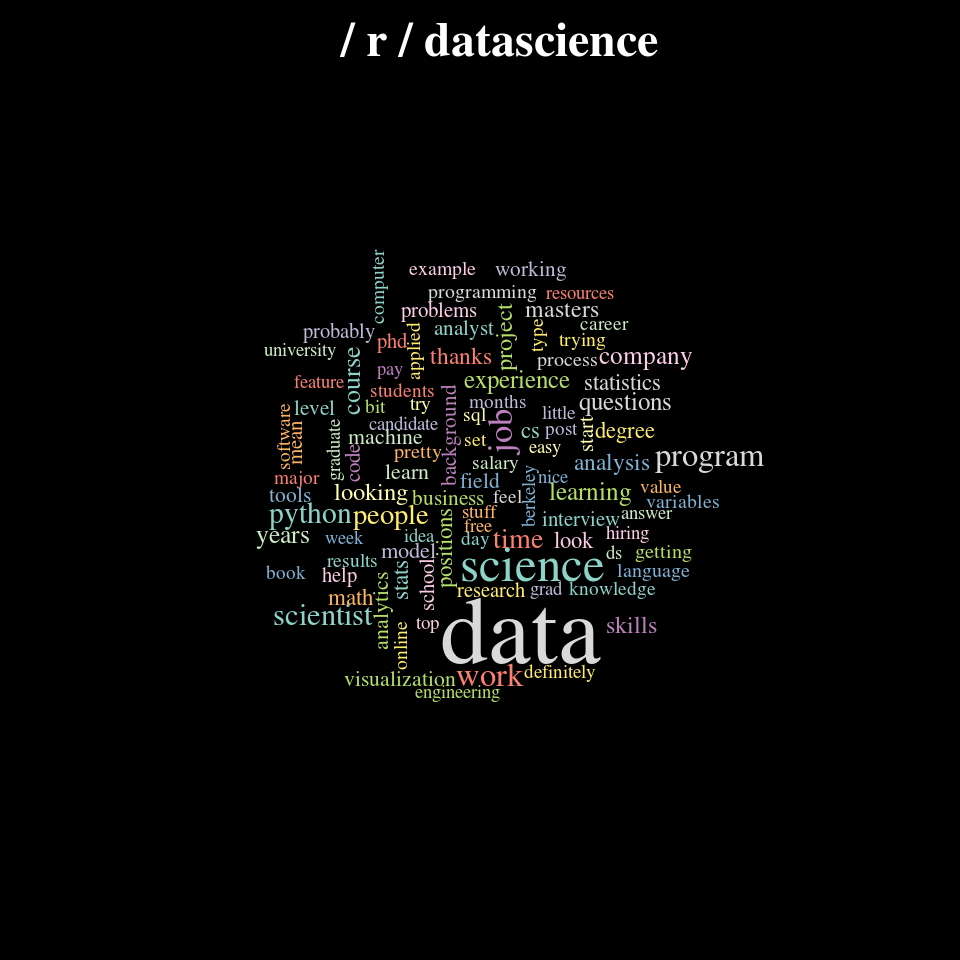 / r / datascience
computer
example
working
programming
resources
problems
masters
project
type
career
probably
phd
applied
analyst
trying
university
course
thanks
process
company
pay
feature
students
experience
statistics
level
bit
try
months
questions
software
mean
graduate
code
candidate
background
sql
job
little
start
machine
set
cs
post
degree
pretty
easy
major
learn
salary
analysis
program
tools
looking
field
berkeley
nice
learning
value
business
feel
variables
python
people
stuff
free
interview
answer
years
week
idea
positions
day
time
look
hiring
model
results
stats
school
science
ds
getting
book
help
language
math
analytics
research
grad
knowledge
scientist
online
top
data
skills
visualization
work
definitely
engineering